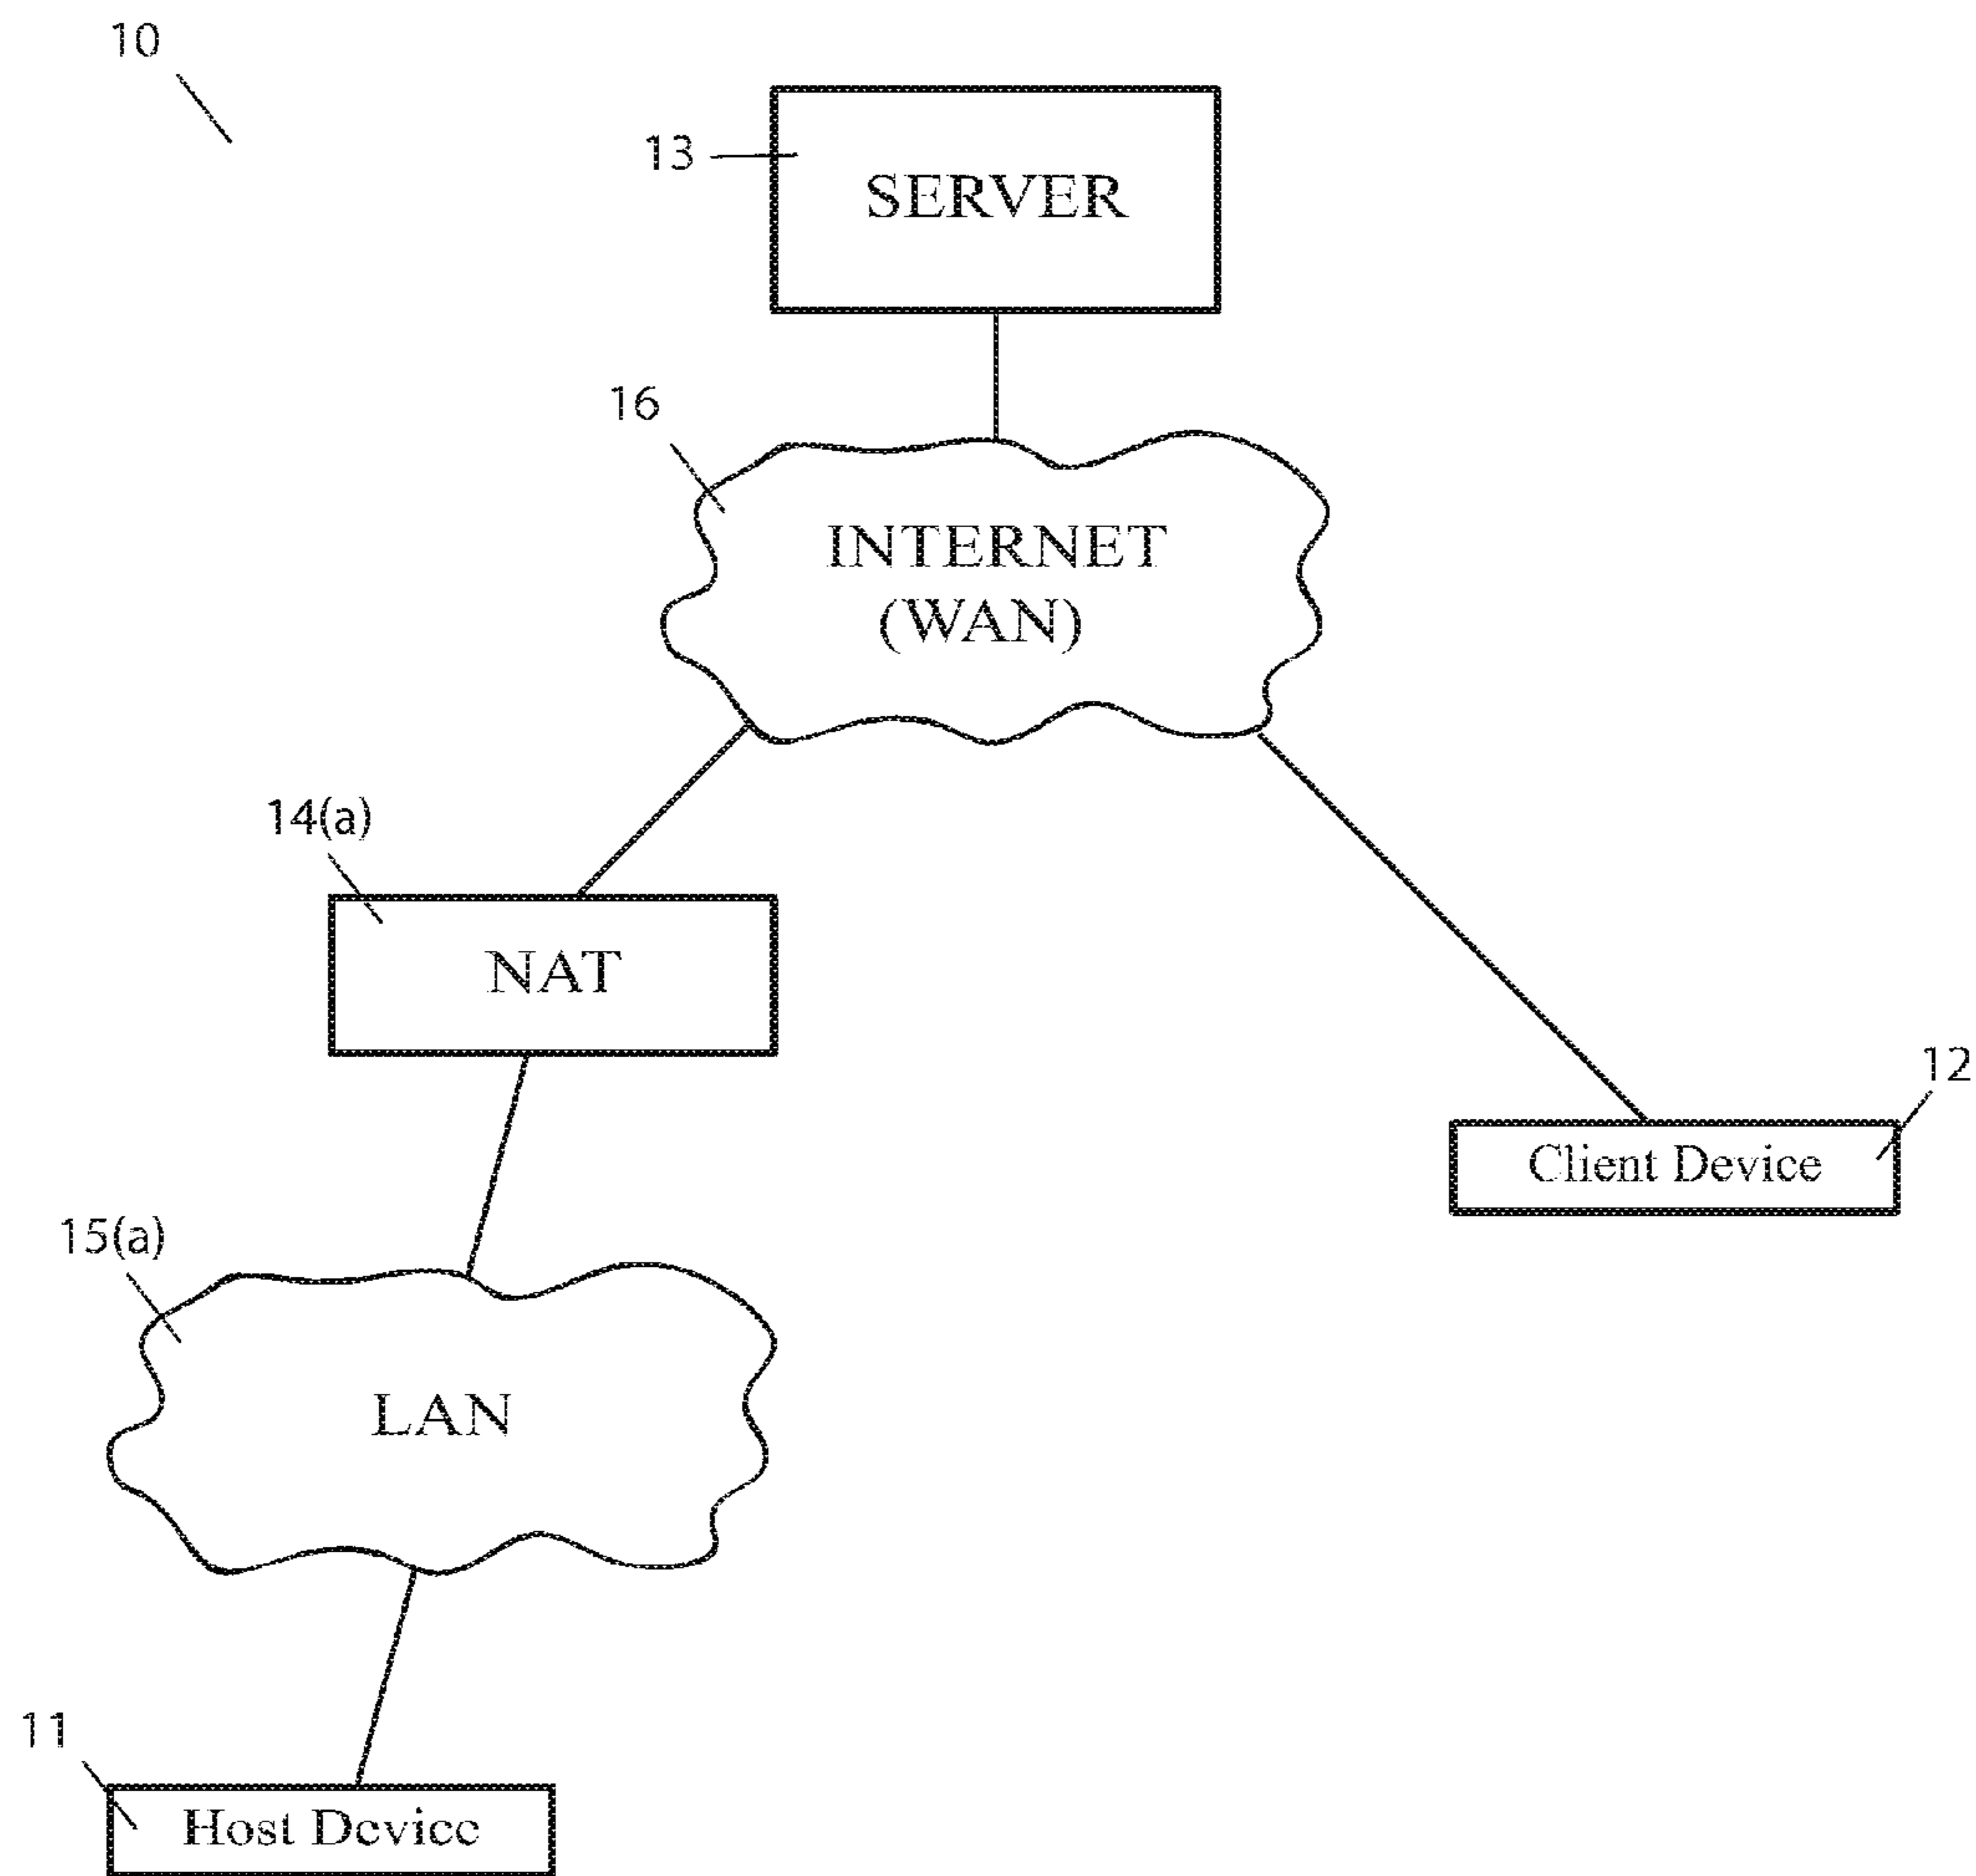 10
13
SERVER
16
INTERNET
(WAN)
14(a)
NAT
12
Client Device
15(a)
LAN
11
Host Device